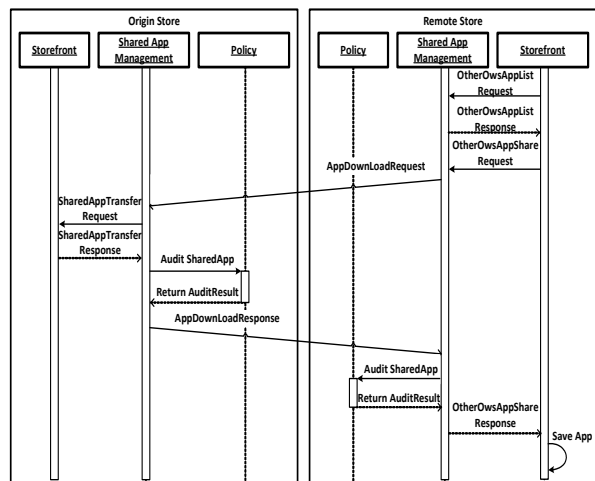 Origin Store
Remote Store
Storefront
Shared App
Management
Policy
Policy
Shared App
Management
Storefront
OtherOwsAppList
Request
OtherOwsAppList
Response
OtherOwsAppShare
Request
AppDownLoadRequest
SharedAppTransfer
Request
SharedAppTransfer
Response
Audit SharedApp
Return AuditResult
AppDownLoadResponse
Audit SharedApp
Return AuditResult
OtherOwsAppShare
Response
Save App